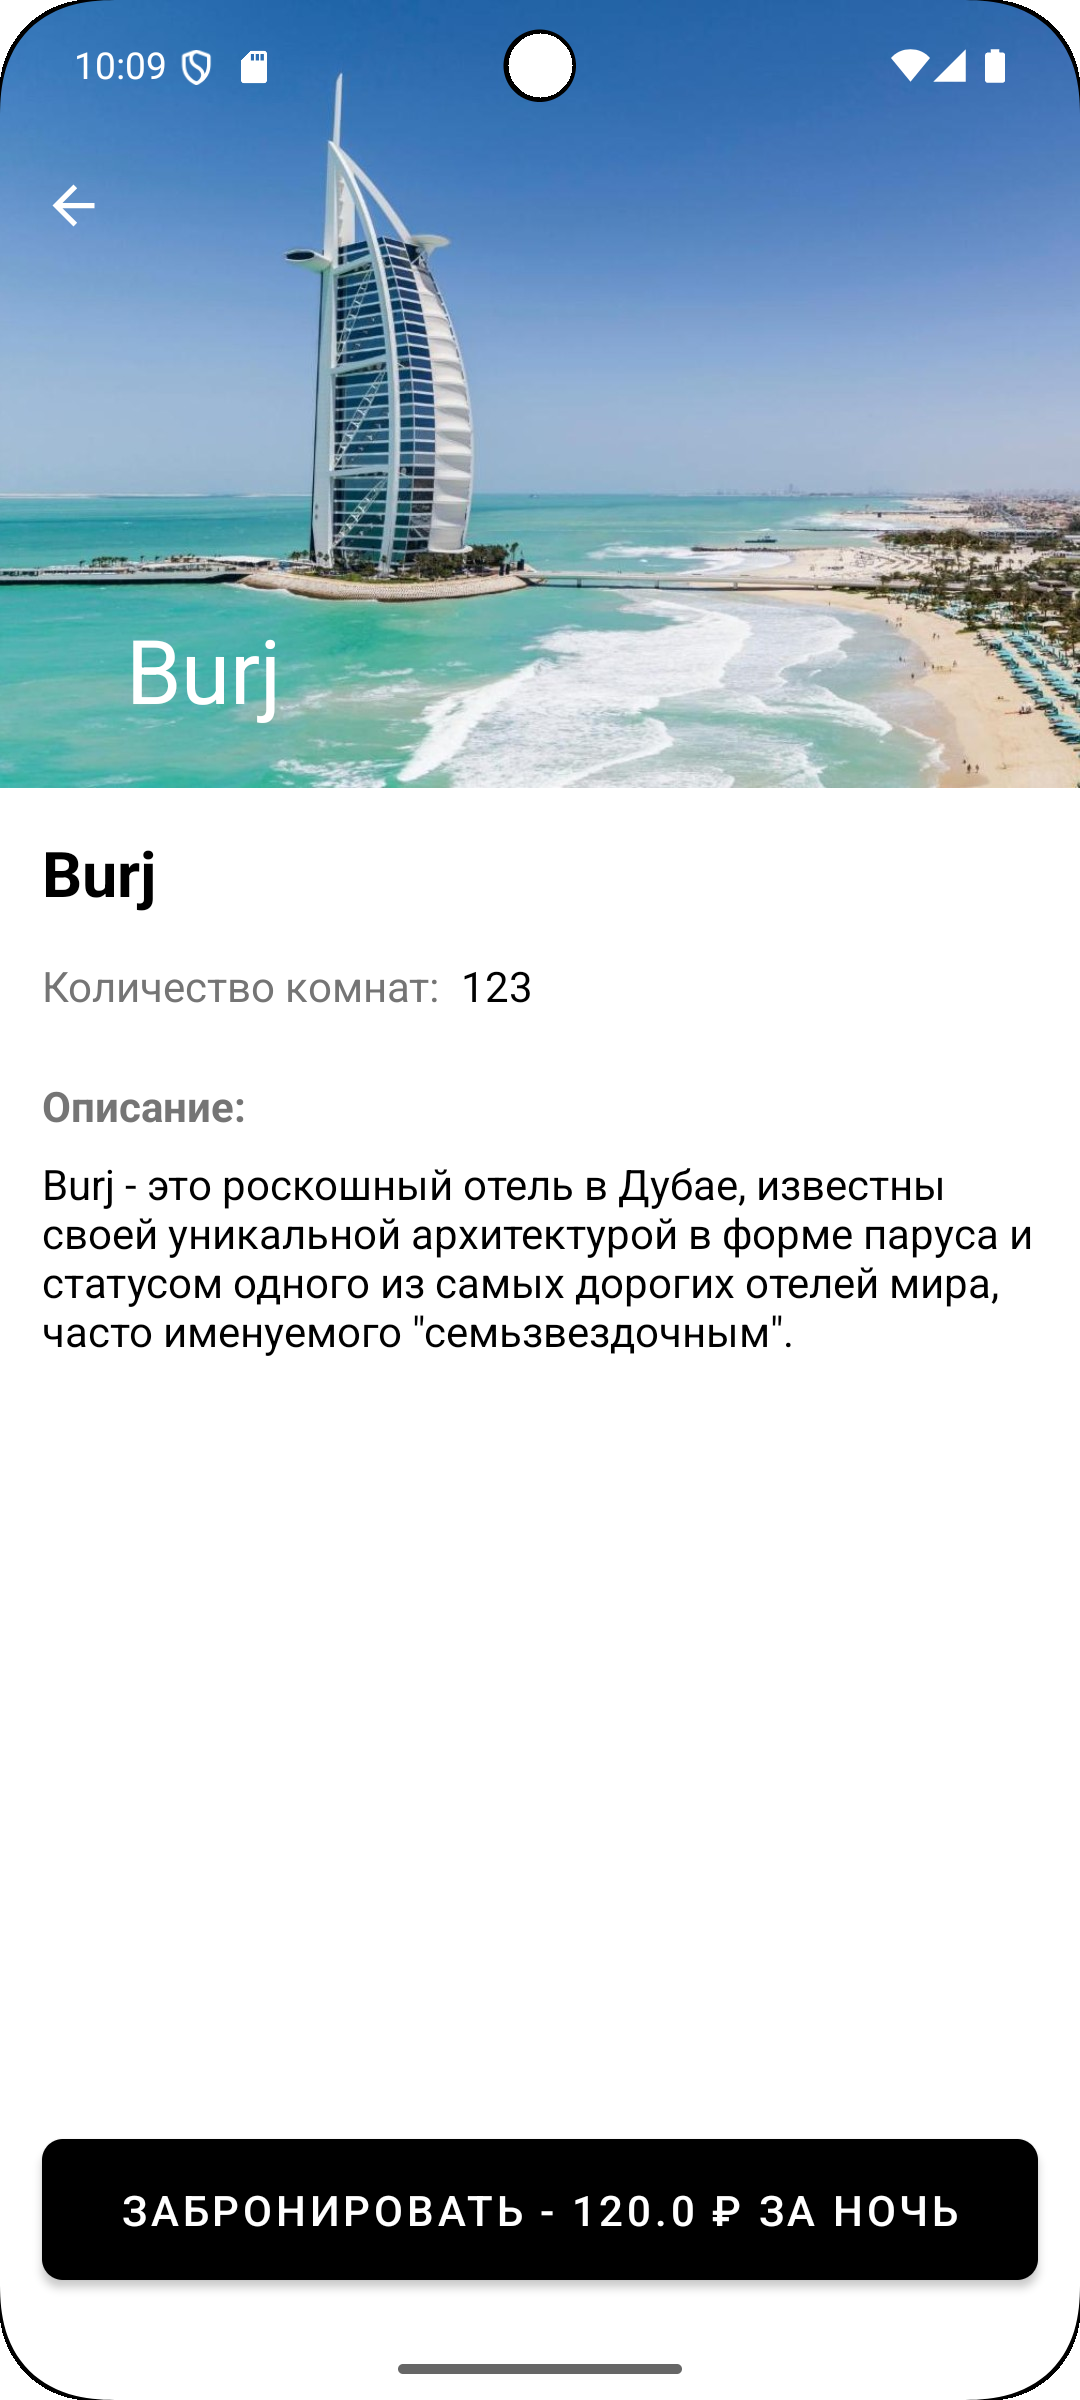 10:09
Burj
Burj
Количество комнат: 123
Описание:
Burj - это роскошный отель в Дубае, известны
своей уникальной архитектурой в форме паруса и
статусом одного из самых дорогих отелей мира,
часто именуемого "семьзвездочным".
ЗАБРОНИРОВАТЬ - 120.0 ₽ ЗА НОЧЬ